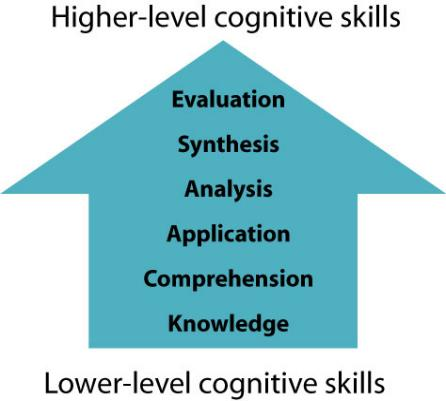 Higher-level cognitive skills
Evaluation
Synthesis
Analysis
Application
Comprehension
Knowledge
Lower-level cognitive skills